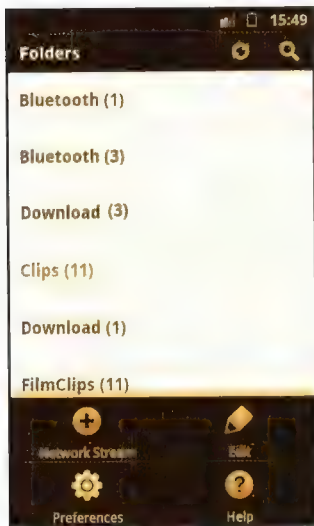 15:49
Folders
Bluetooth (1)
Bluetooth (3)
Download (3)
Clips (11)
Download (1)
FilmClips (11)
Network Stream Edit
Preferences Help